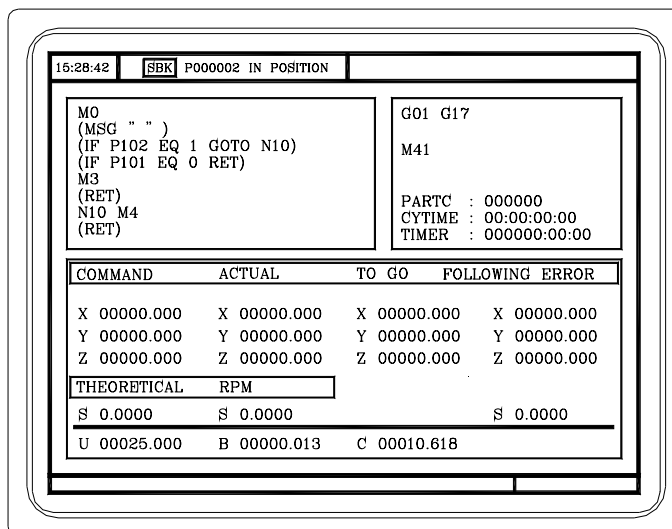 15:28:42 SBK P000002 IN POSITION
M0
(MSG " " )
(IF P102 EQ 1 GOTO N10)
(IF P101 EQ 0 RET)
M3
(RET)
N10 M4
(RET)
G01 G17
M41
PARTC : 000000
CYTIME : 00:00:00:00
TIMER : 000000:00:00
COMMAND ACTUAL TO GO FOLLOWING ERROR
X 00000.000 X 00000.000 X 00000.000 X 00000.000
Y 00000.000 Y 00000.000 Y 00000.000 Y 00000.000
Z 00000.000 Z 00000.000 Z 00000.000 Z 00000.000
THEORETICAL RPM
S 0.0000 S 0.0000 S 0.0000
U 00025.000 B 00000.013 C 00010.618